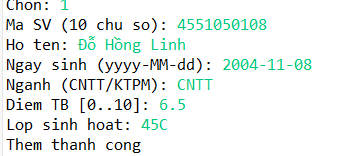 Chon: 1
Ma SV (10 chu so): 4551050108
Ho ten: Đỗ Hồng Linh
Ngay sinh (yyyy-MM-dd): 2004-11-08
Nganh (CNTT/KTPM): CNTT
Diem TB [0..10]: 6.5
Lop sinh hoat: 45C
Them thanh cong